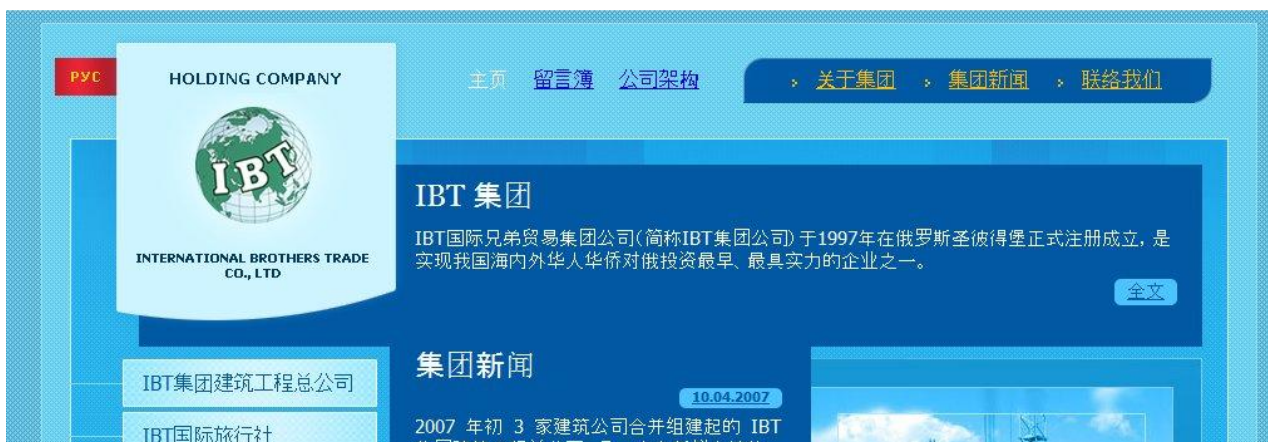 РУС
HOLDING COMPANY
IBT
INTERNATIONAL BROTHERS TRADE
CO., LTD
主页 留言薄 公司架构
关于集团 集团新闻 联络我们
IBT 集团
IBT国际兄弟贸易集团公司(简称IBT集团公司)于1997年在俄罗斯圣彼得堡正式注册成立,是
实现我国海内外华人华侨对俄投资最早、最具实力的企业之一。
全文
IBT集团建筑工程总公司
IBT国际旅行社
集团新闻
10.04.2007
2007 年初 3 家建筑公司合并组建起的 IBT